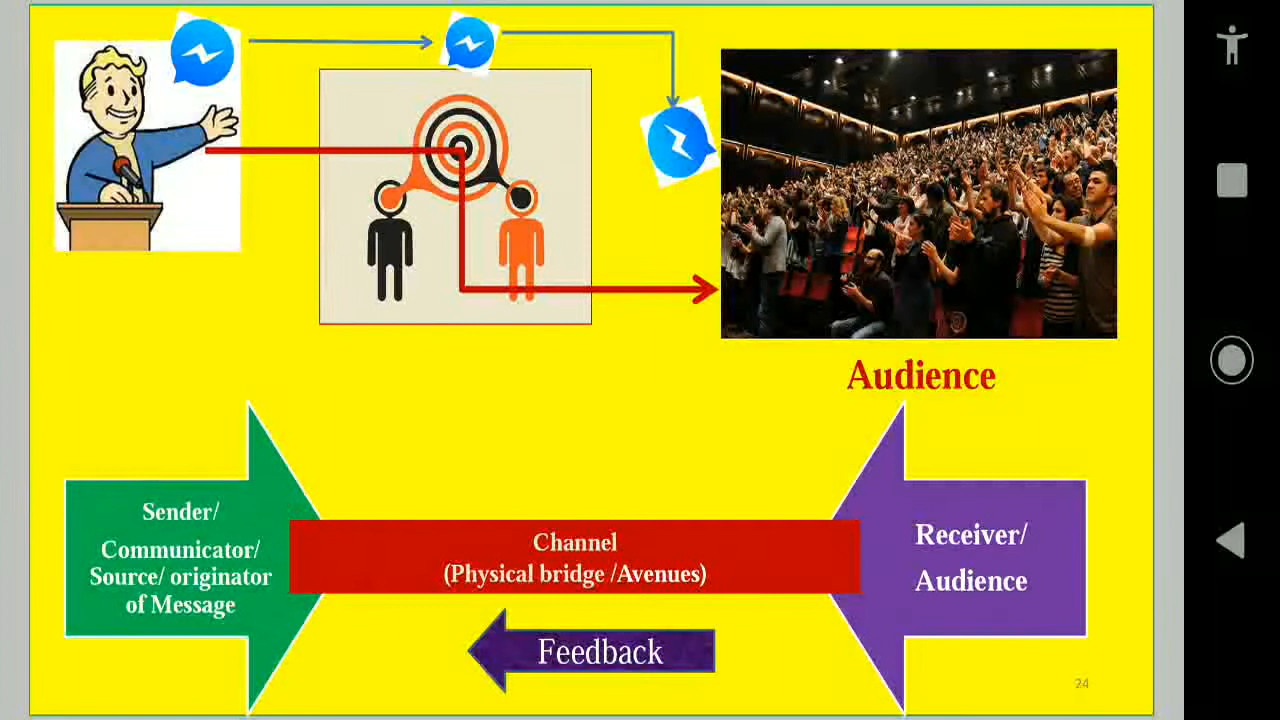 Audience
Sender/
Communicator/
Source/ originator
of Message
Channel
(Physical bridge /Avenues)
Receiver/
Audience
Feedback
24